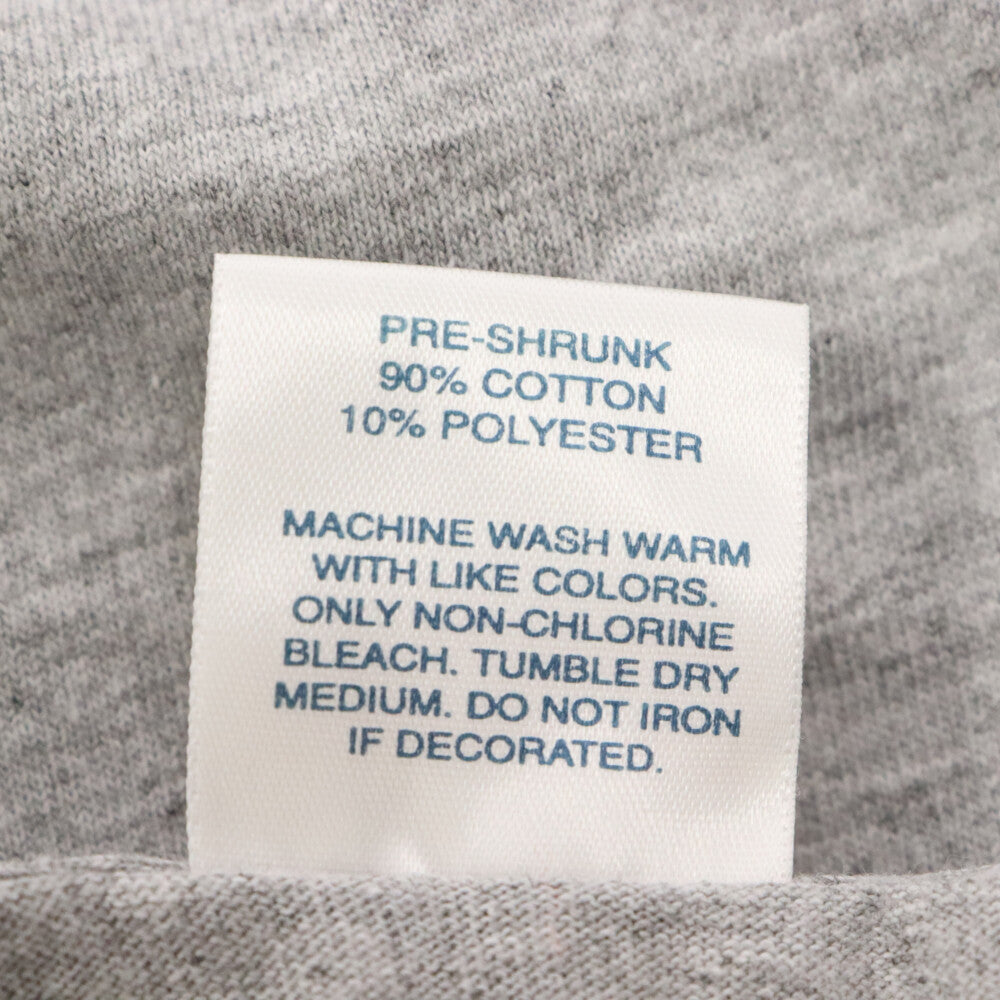 PRE-SHRUNK
90% COTTON
10% POLYESTER
MACHINE WASH WARM
WITH LIKE COLORS.
ONLY NON-CHLORINE
BLEACH. TUMBLE DRY
MEDIUM. DO NOT IRON
IF DECORATED.